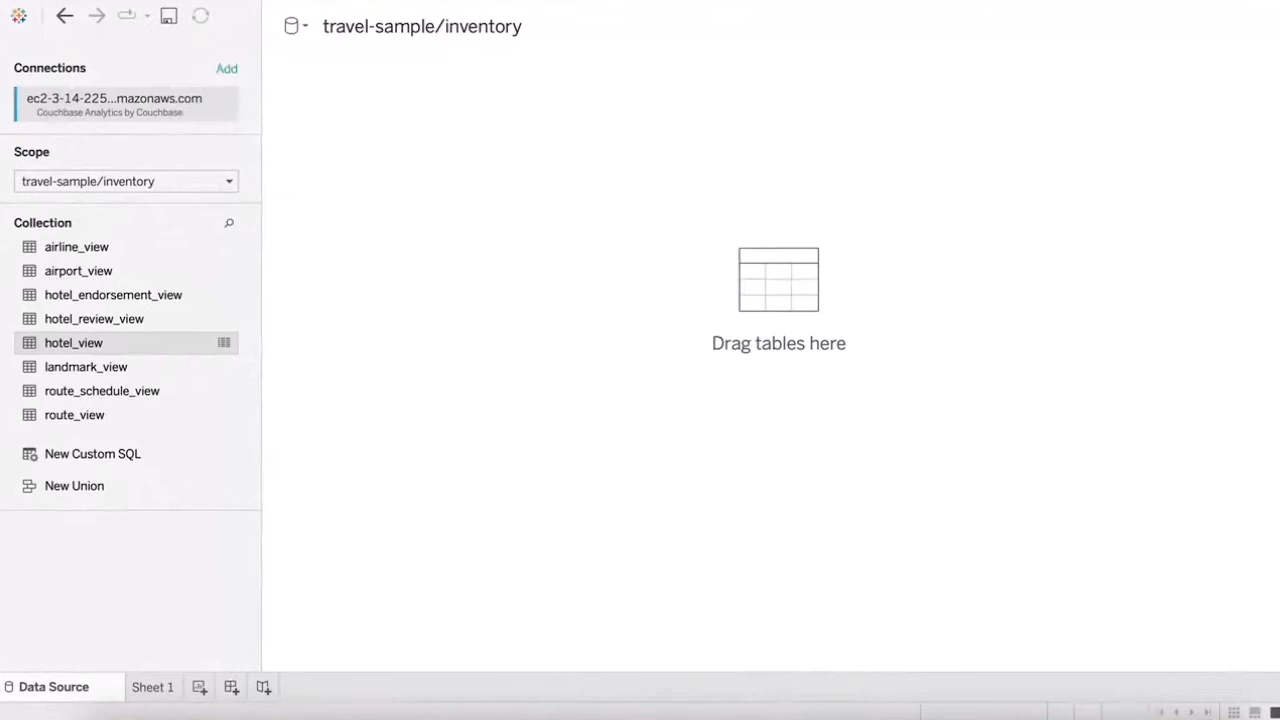 travel-sample/inventory
Connections
Add
ec2-3-14-225...mazonaws.com
Couchbase Analytics by Couchbase
Scope
travel-sample/inventory
Collection
airline_view
airport_view
hotel_endorsement_view
hotel_review_view
hotel_view
landmark_view
route_schedule_view
route_view
New Custom SQL
New Union
Drag tables here
Data Source
Sheet 1